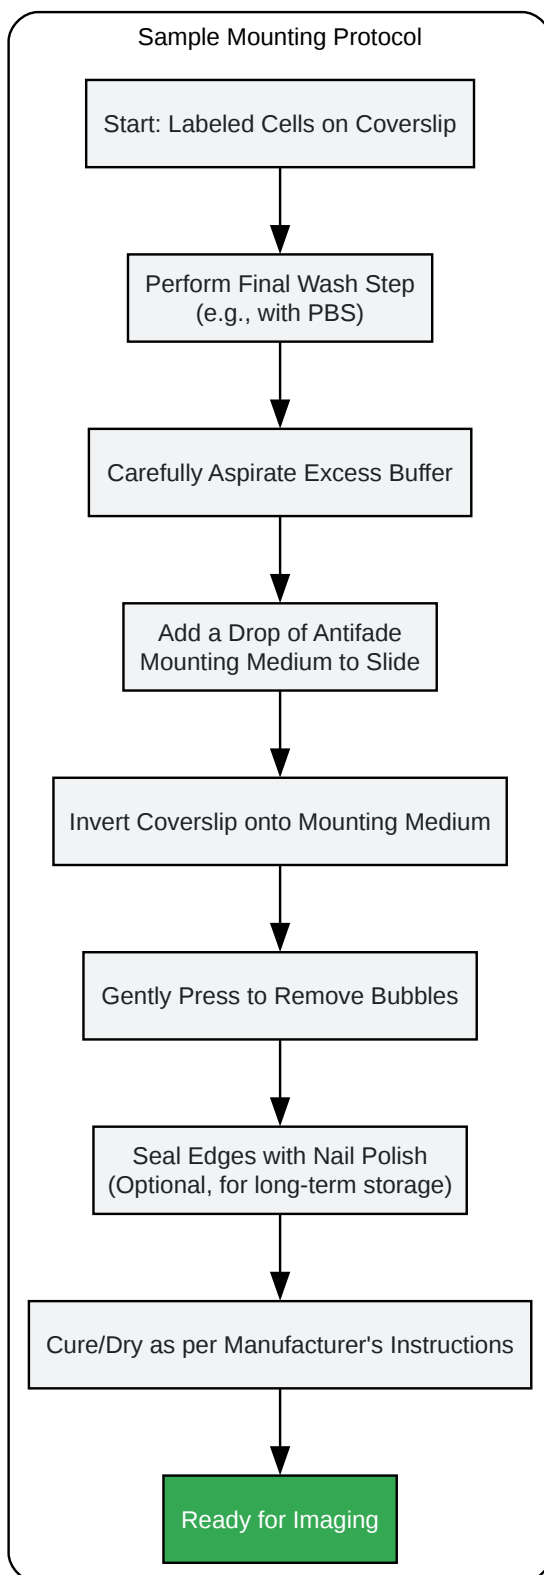 Sample Mounting Protocol
Start: Labeled Cells on Coverslip
Perform Final Wash Step
(e.g., with PBS)
Carefully Aspirate Excess Buffer
Add a Drop of Antifade
Mounting Medium to Slide
Invert Coverslip onto Mounting Medium
Gently Press to Remove Bubbles
Seal Edges with Nail Polish
(Optional, for long-term storage)
Cure/Dry as per Manufacturer's Instructions
Ready for Imaging